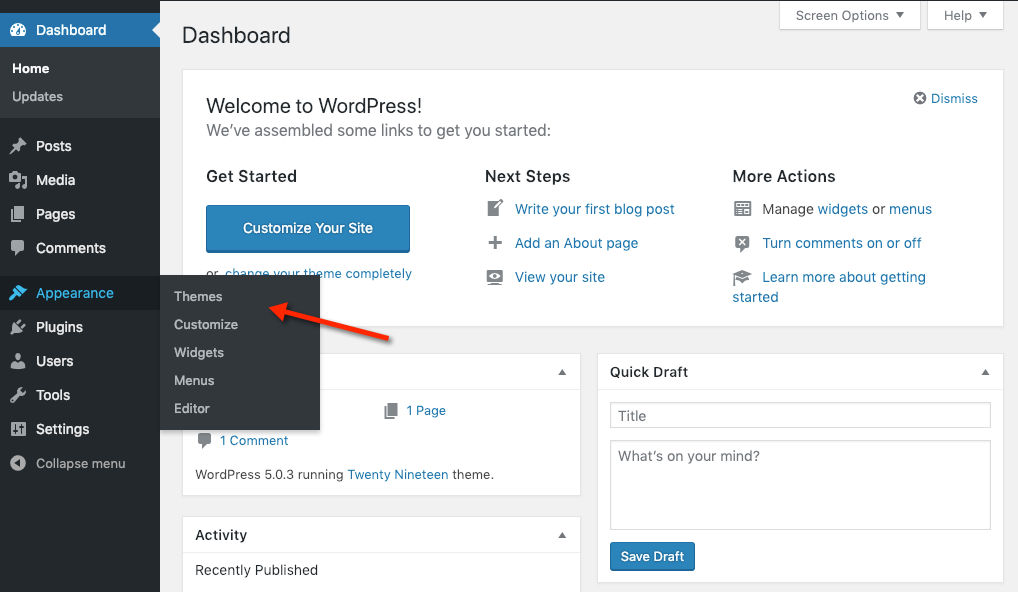 Dashboard
Home
Updates
Posts
Media
Pages
Comments
Appearance
Plugins
Users
Tools
Settings
Collapse menu
Themes
Customize
Widgets
Menus
Editor
Screen Options
Help
Dashboard
Welcome to WordPress!
We've assembled some links to get you started:
Dismiss
Get Started
Customize Your Site
or, change your theme completely
Next Steps
Write your first blog post
Add an About page
View your site
More Actions
Manage widgets or menus
Turn comments on or off
Learn more about getting
started
1 Page
1 Comment
WordPress 5.0.3 running Twenty Nineteen theme.
Activity
Recently Published
Quick Draft
Title
What's on your mind?
Save Draft